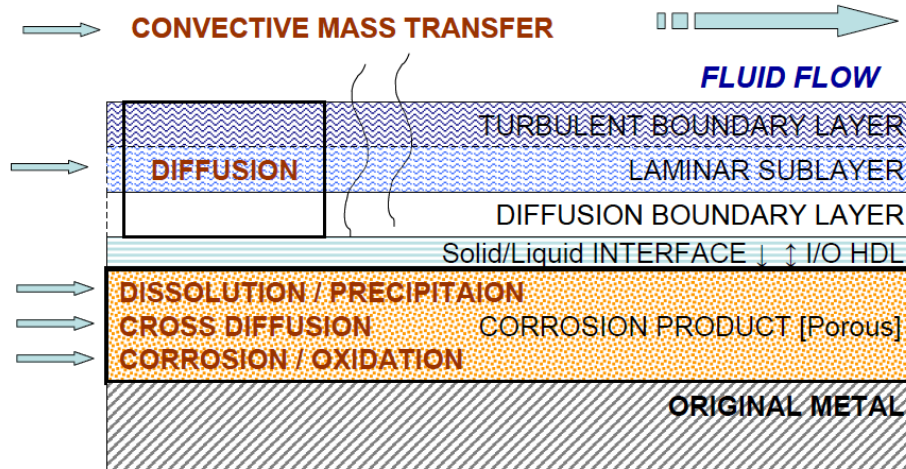 CONVECTIVE MASS TRANSFER
FLUID FLOW
TURBULENT BOUNDARY LAYER
DIFFUSION
LAMINAR SUBLAYER
DIFFUSION BOUNDARY LAYER
Solid/Liquid INTERFACE ↓ ↕ I/O HDL
DISSOLUTION / PRECIPITAION
CROSS DIFFUSION
CORROSION PRODUCT [Porous]
CORROSION / OXIDATION
ORIGINAL METAL